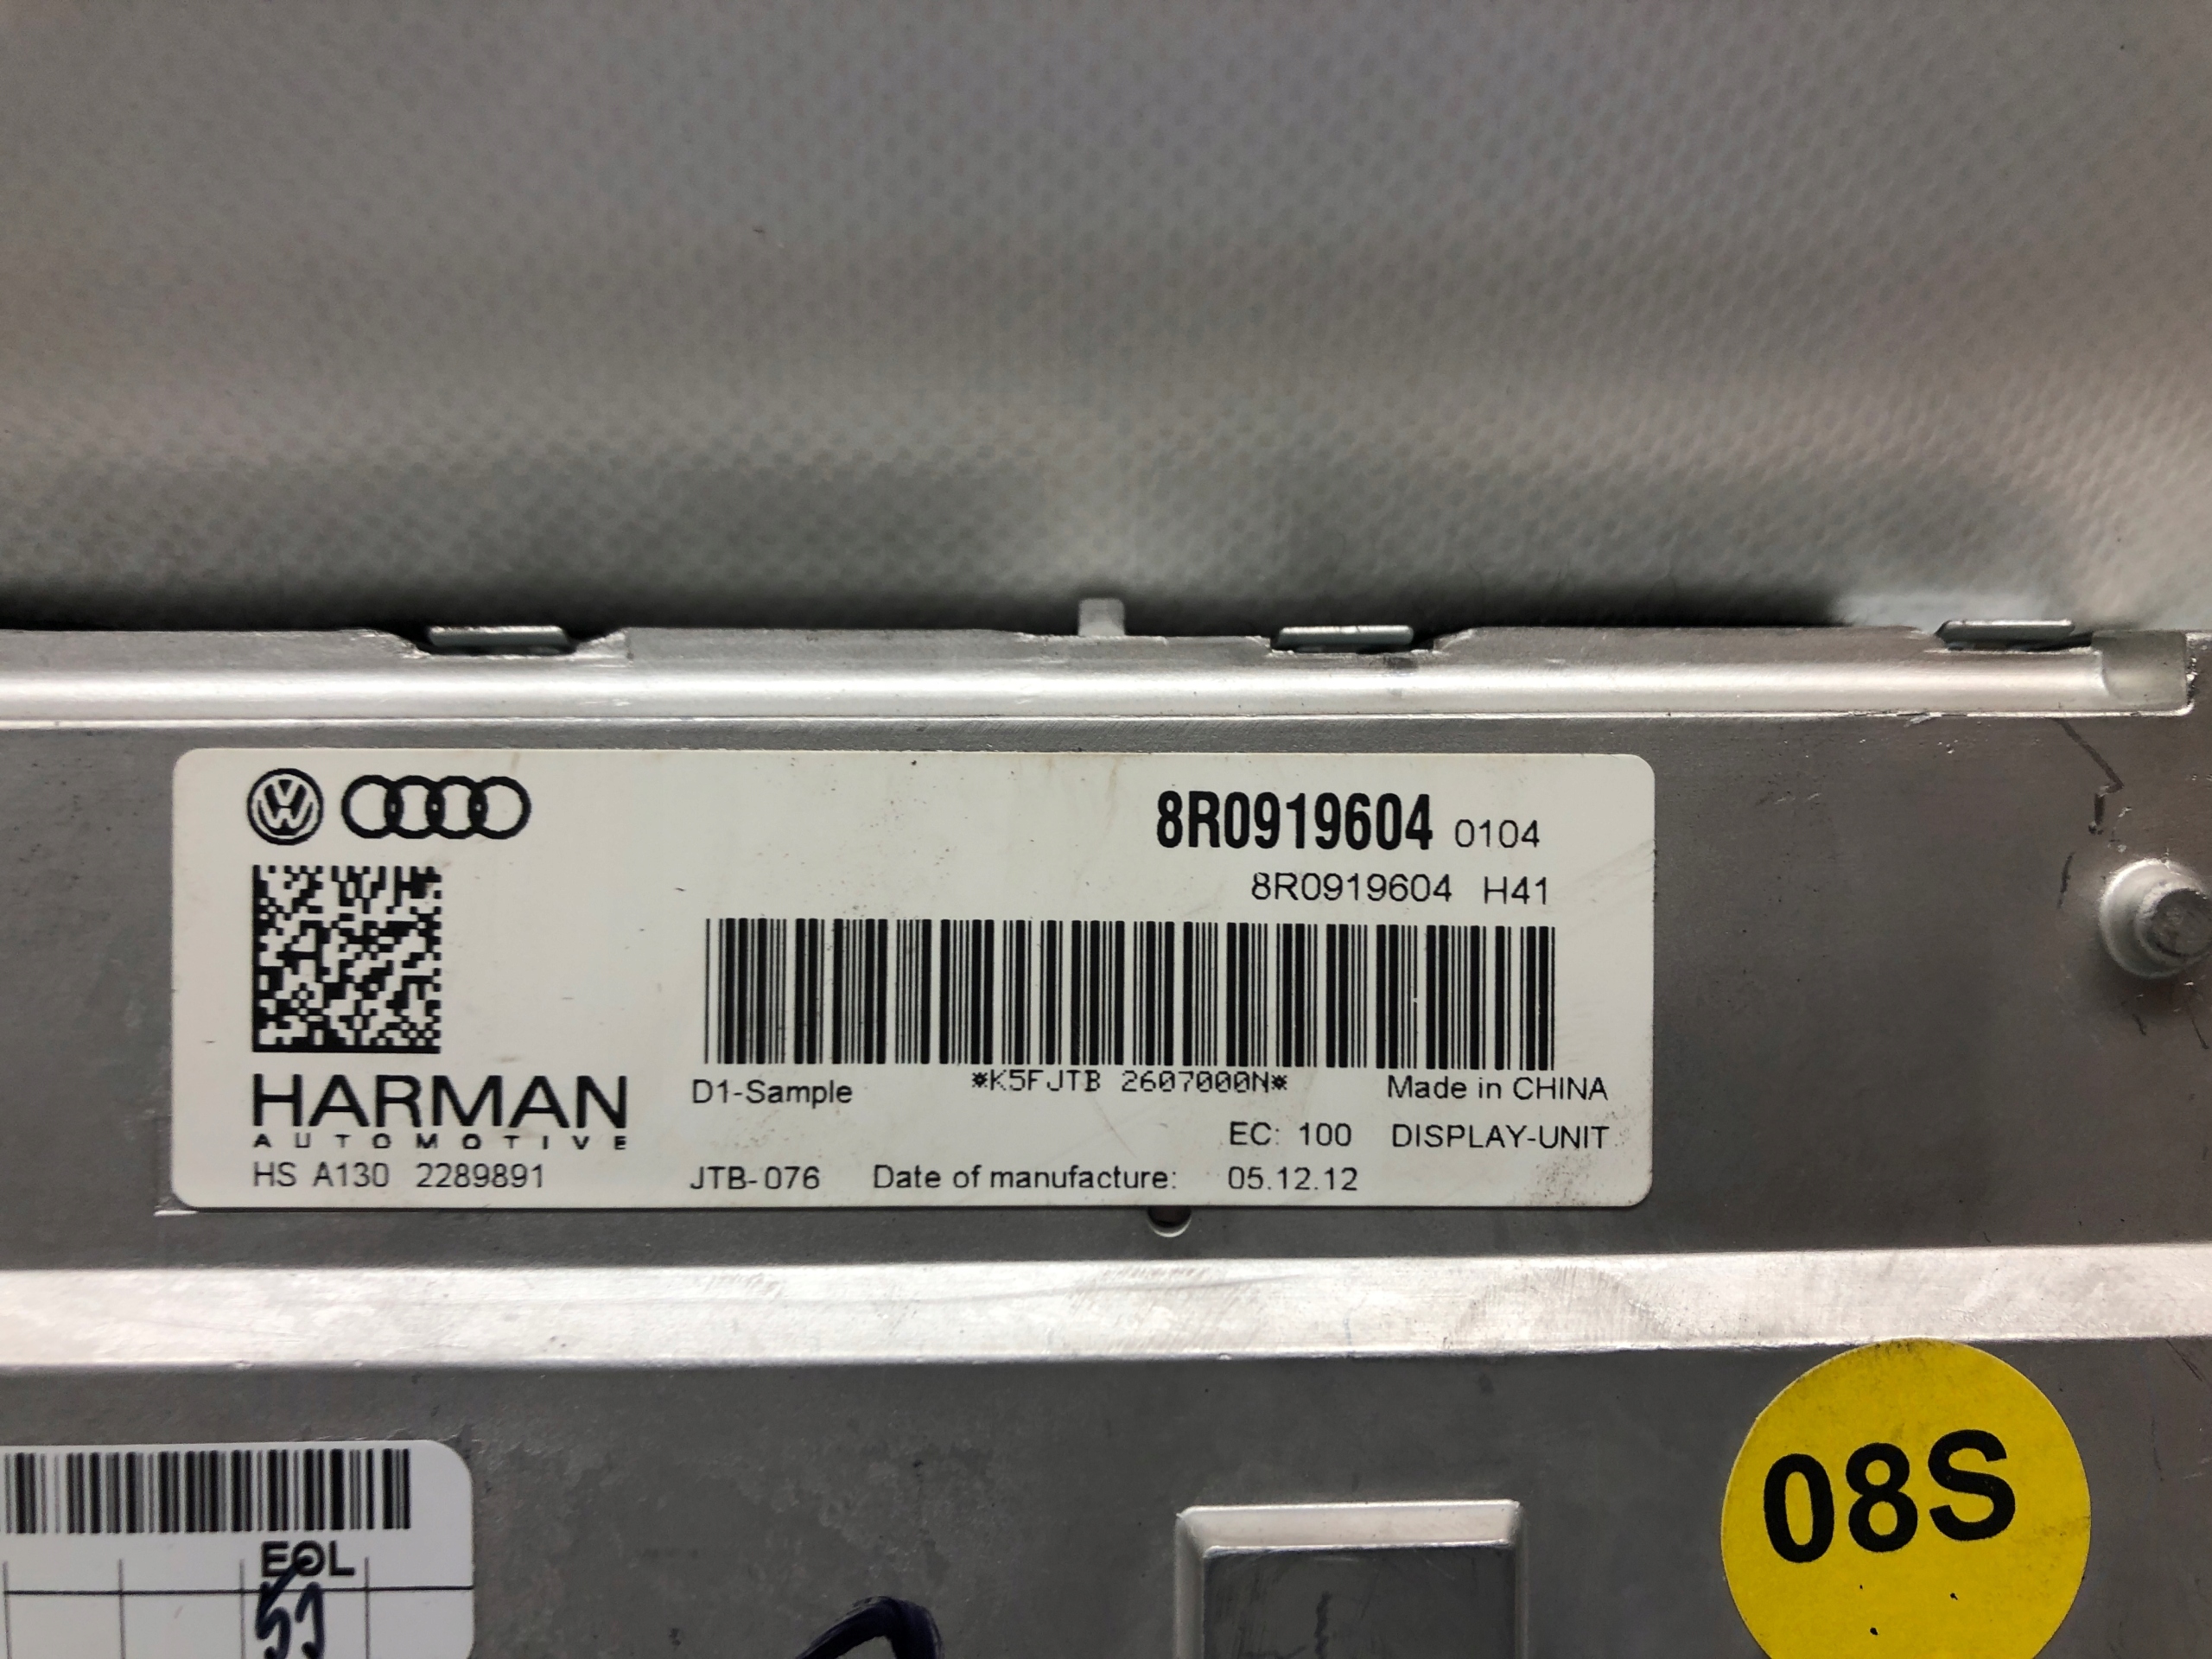 8R0919604 0104
8R0919604 H41
*K5FJTB 2607000N*
D1-Sample
Made in CHINA
HARMAN
AUTOMOTIVE
EC: 100 DISPLAY-UNIT
HS A130 2289891 JTB-076 Date of manufacture: 05.12.12
EOL
08S